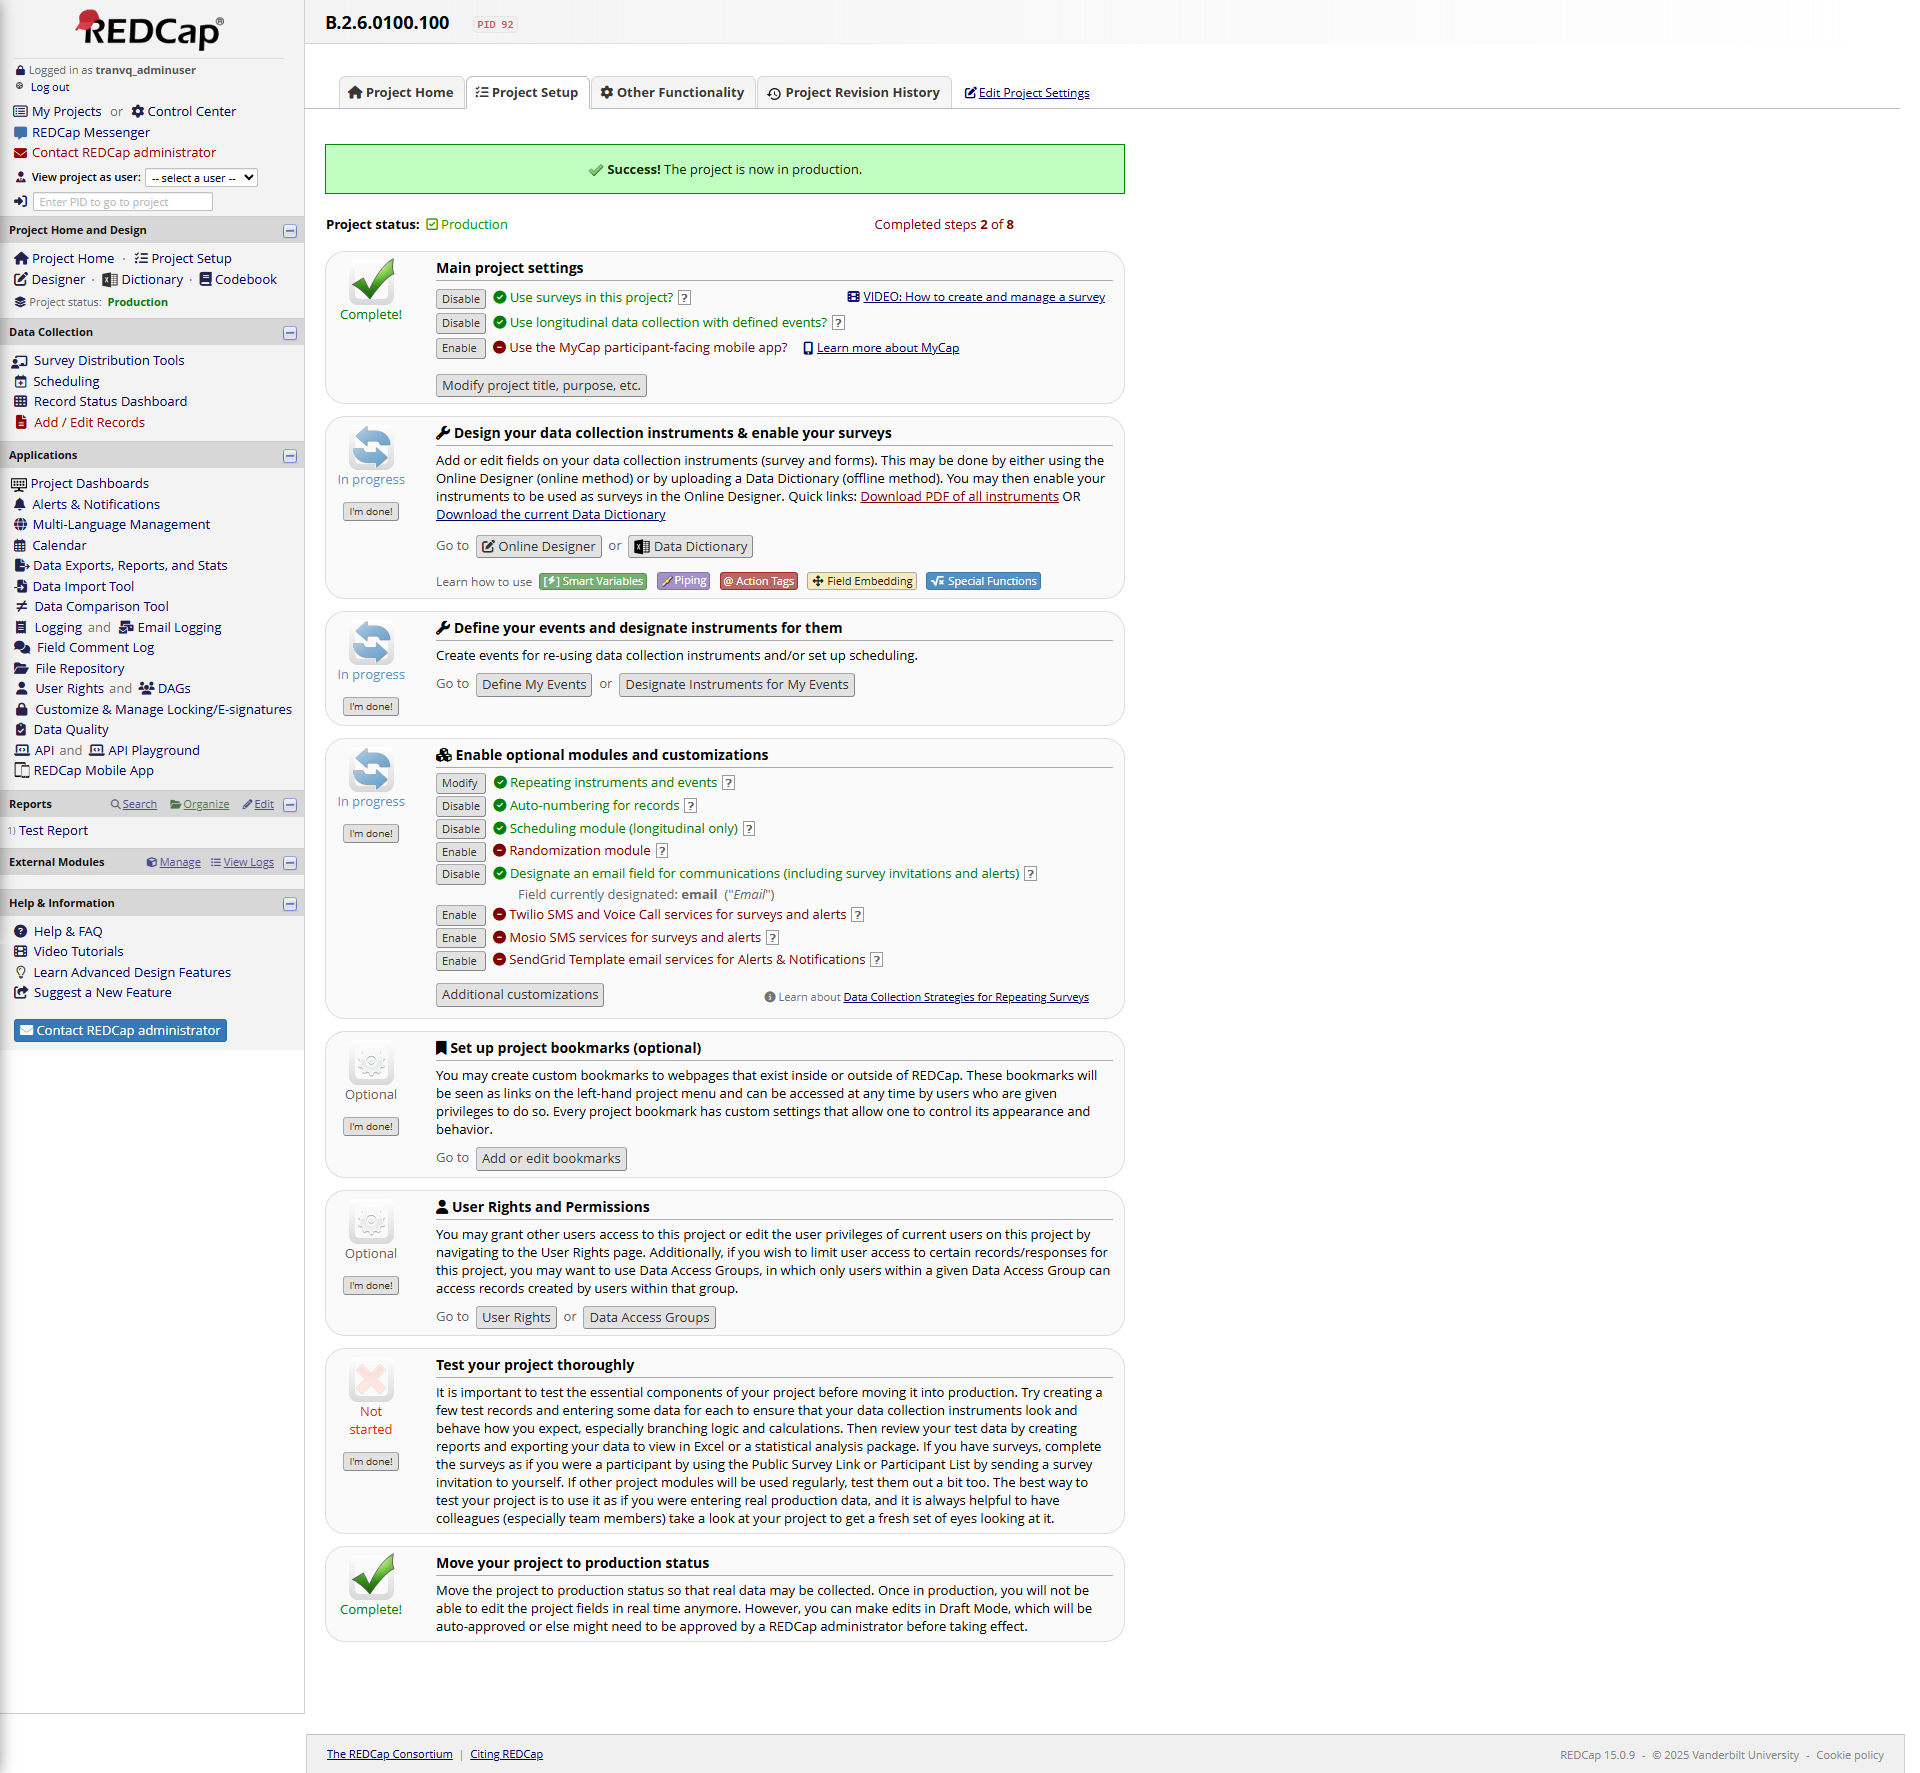 REDCap®
Logged in as tranvq_adminuser
Log out
My Projects or Control Center
REDCap Messenger
Contact REDCap administrator
View project as user: -- select a user --
Enter PID to go to project
Project Home and Design
Project Home · Project Setup
Designer · Dictionary · Codebook
Project status: Production
Data Collection
Survey Distribution Tools
Scheduling
Record Status Dashboard
Add / Edit Records
Applications
Project Dashboards
Alerts & Notifications
Multi-Language Management
Calendar
Data Exports, Reports, and Stats
Data Import Tool
Data Comparison Tool
Logging and Email Logging
Field Comment Log
File Repository
User Rights and DAGs
Customize & Manage Locking/E-signatures
Data Quality
API and API Playground
REDCap Mobile App
Reports Search Organize Edit
1) Test Report
External Modules Manage View Logs
Help & Information
Help & FAQ
Video Tutorials
Learn Advanced Design Features
Suggest a New Feature
Contact REDCap administrator
B.2.6.0100.100 PID 92
Project Home Project Setup Other Functionality Project Revision History Edit Project Settings
Success! The project is now in production.
Project status: Production Completed steps 2 of 8
Complete!
Main project settings
Disable Use surveys in this project? ? VIDEO: How to create and manage a survey
Disable Use longitudinal data collection with defined events? ?
Enable Use the MyCap participant-facing mobile app? Learn more about MyCap
Modify project title, purpose, etc.
In progress
I'm done!
Design your data collection instruments & enable your surveys
Add or edit fields on your data collection instruments (survey and forms). This may be done by either using the
Online Designer (online method) or by uploading a Data Dictionary (offline method). You may then enable your
instruments to be used as surveys in the Online Designer. Quick links: Download PDF of all instruments OR
Download the current Data Dictionary
Go to Online Designer or Data Dictionary
Learn how to use Smart Variables Piping @ Action Tags Field Embedding Special Functions
In progress
I'm done!
Define your events and designate instruments for them
Create events for re-using data collection instruments and/or set up scheduling.
Go to Define My Events or Designate Instruments for My Events
In progress
I'm done!
Enable optional modules and customizations
Modify Repeating instruments and events ?
Disable Auto-numbering for records ?
Disable Scheduling module (longitudinal only) ?
Enable Randomization module ?
Disable Designate an email field for communications (including survey invitations and alerts) ?
Field currently designated: email ("Email")
Enable Twilio SMS and Voice Call services for surveys and alerts ?
Enable Mosio SMS services for surveys and alerts ?
Enable SendGrid Template email services for Alerts & Notifications ?
Additional customizations Learn about Data Collection Strategies for Repeating Surveys
Optional
I'm done!
Set up project bookmarks (optional)
You may create custom bookmarks to webpages that exist inside or outside of REDCap. These bookmarks will
be seen as links on the left-hand project menu and can be accessed at any time by users who are given
privileges to do so. Every project bookmark has custom settings that allow one to control its appearance and
behavior.
Go to Add or edit bookmarks
Optional
I'm done!
User Rights and Permissions
You may grant other users access to this project or edit the user privileges of current users on this project by
navigating to the User Rights page. Additionally, if you wish to limit user access to certain records/responses for
this project, you may want to use Data Access Groups, in which only users within a given Data Access Group can
access records created by users within that group.
Go to User Rights or Data Access Groups
Not
started
I'm done!
Test your project thoroughly
It is important to test the essential components of your project before moving it into production. Try creating a
few test records and entering some data for each to ensure that your data collection instruments look and
behave how you expect, especially branching logic and calculations. Then review your test data by creating
reports and exporting your data to view in Excel or a statistical analysis package. If you have surveys, complete
the surveys as if you were a participant by using the Public Survey Link or Participant List by sending a survey
invitation to yourself. If other project modules will be used regularly, test them out a bit too. The best way to
test your project is to use it as if you were entering real production data, and it is always helpful to have
colleagues (especially team members) take a look at your project to get a fresh set of eyes looking at it.
Complete!
Move your project to production status
Move the project to production status so that real data may be collected. Once in production, you will not be
able to edit the project fields in real time anymore. However, you can make edits in Draft Mode, which will be
auto-approved or else might need to be approved by a REDCap administrator before taking effect.
The REDCap Consortium | Citing REDCap
REDCap 15.0.9 - © 2025 Vanderbilt University - Cookie policy